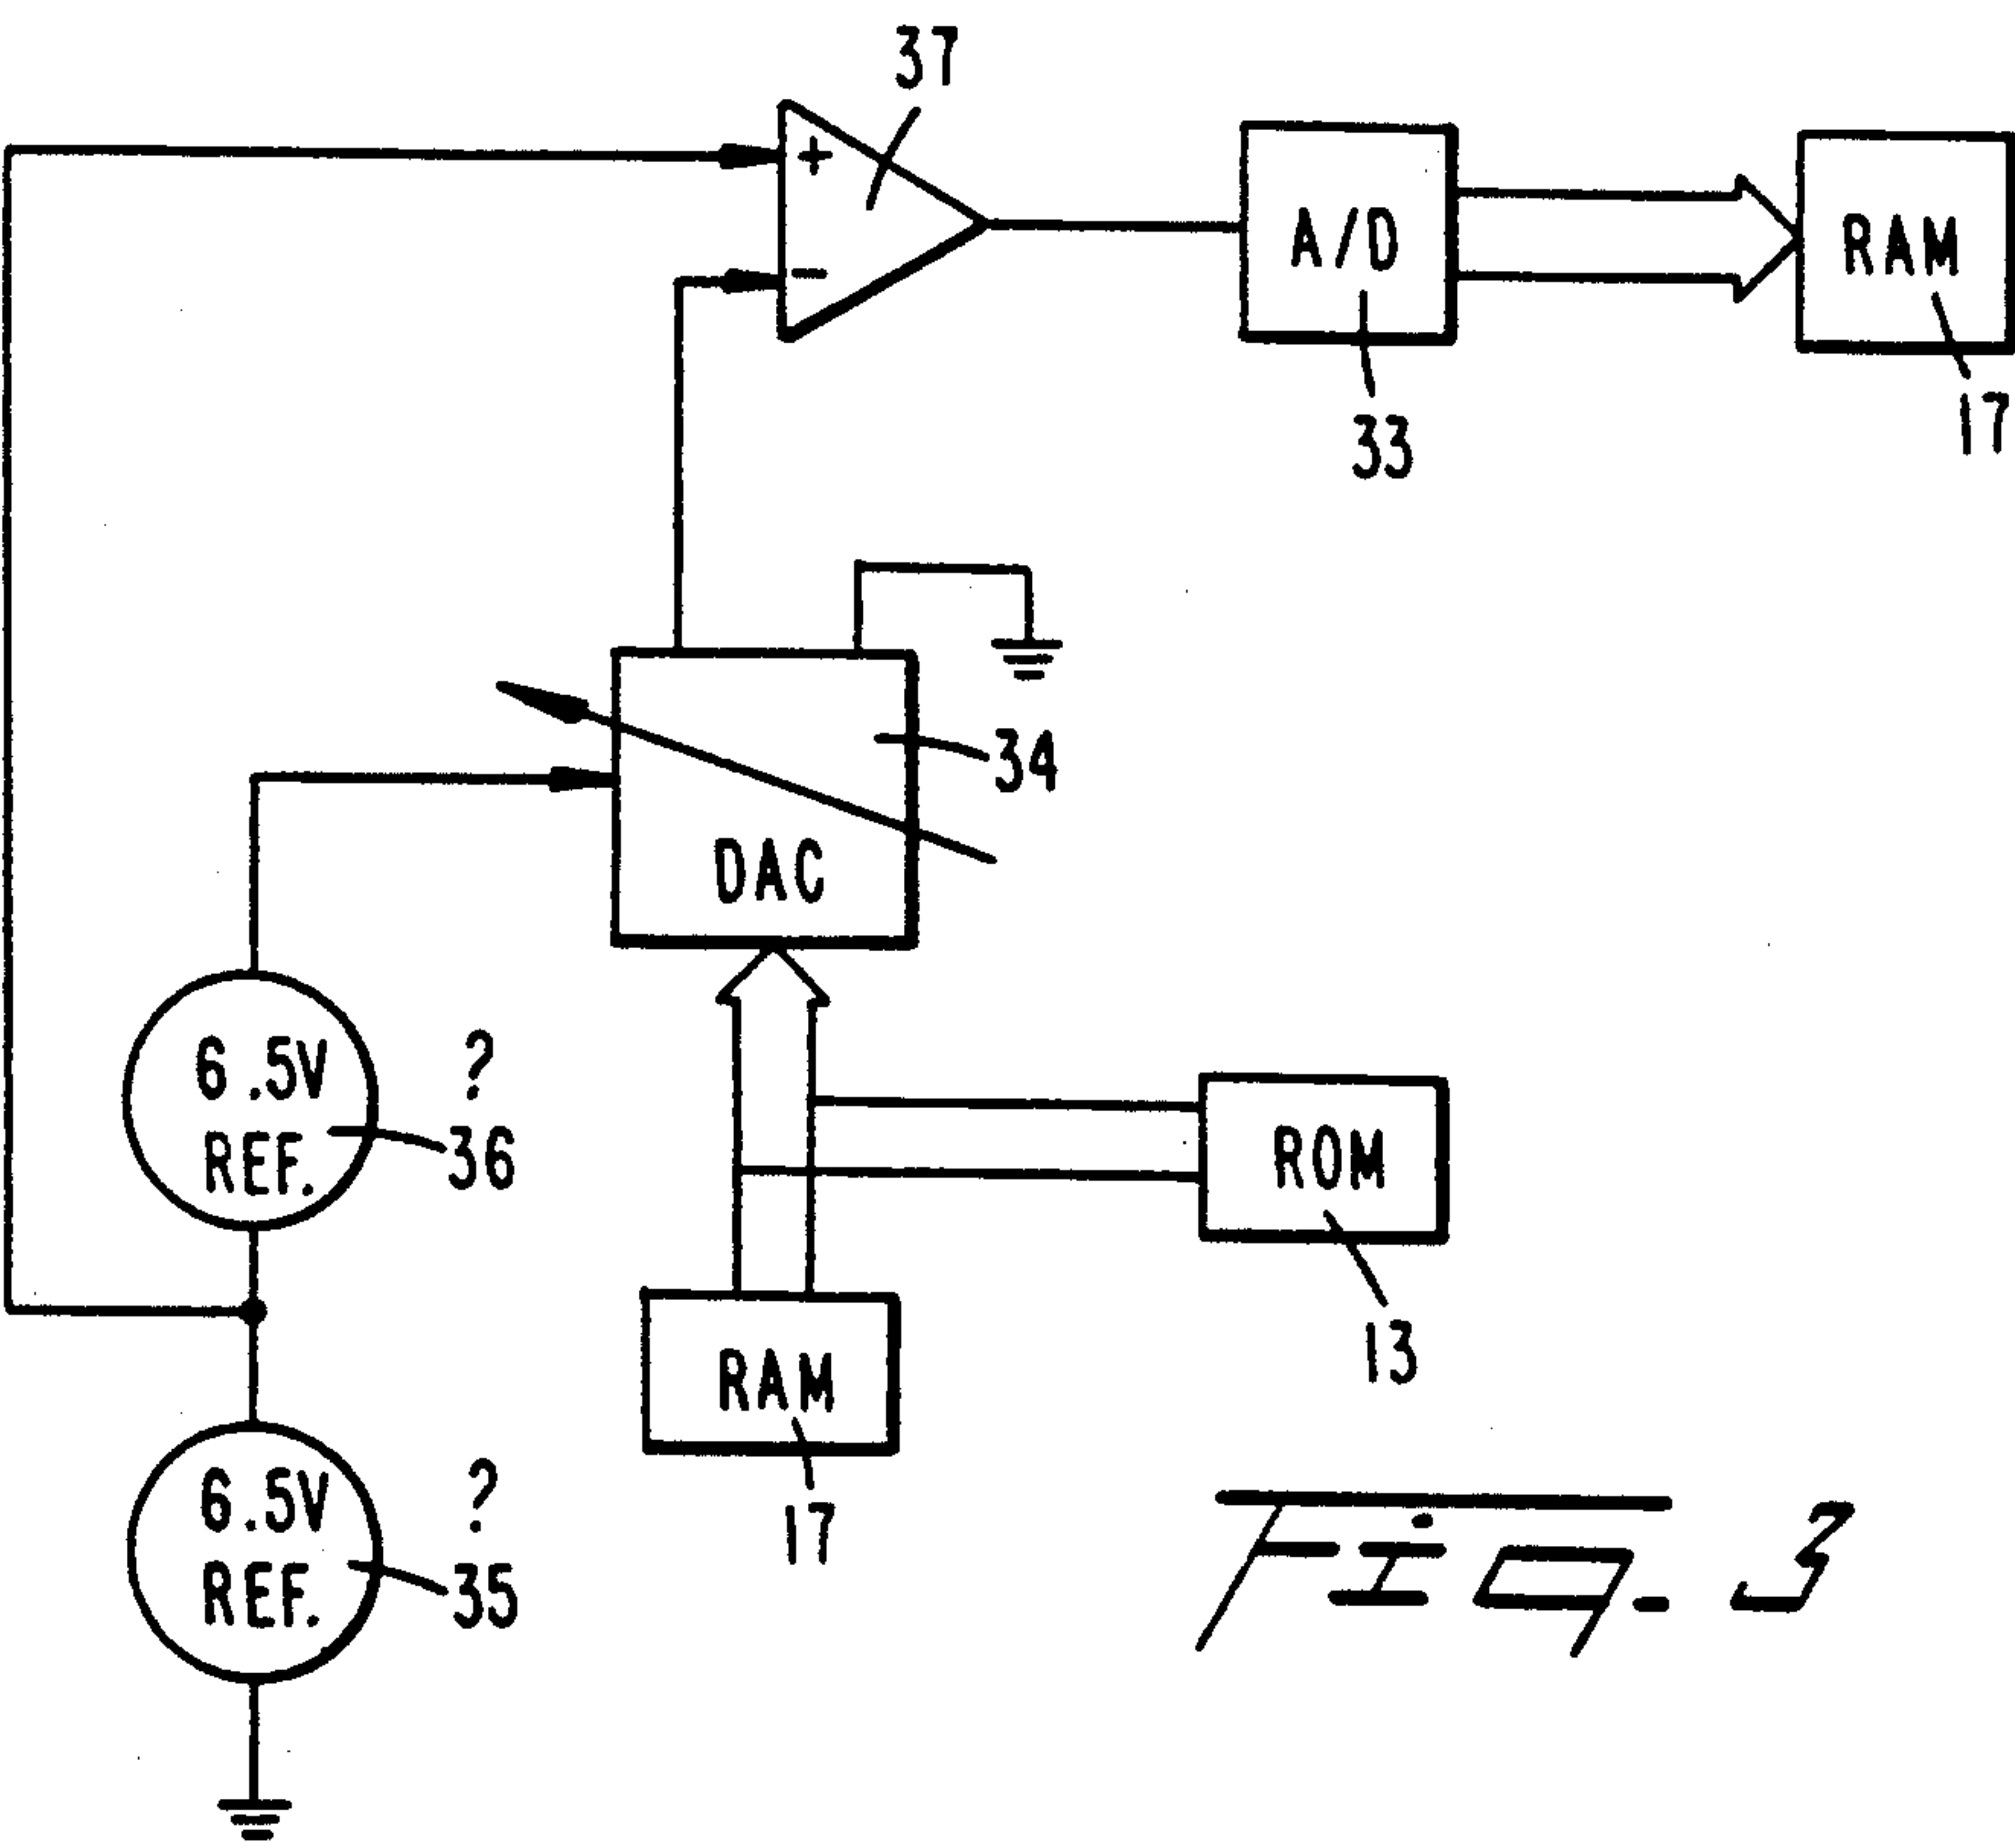 37
+
−
A/D
RAM
33
17
34
DAC
6.5V
REF.
?
36
ROM
13
RAM
17
6.5V
REF.
?
35
Fig. 3